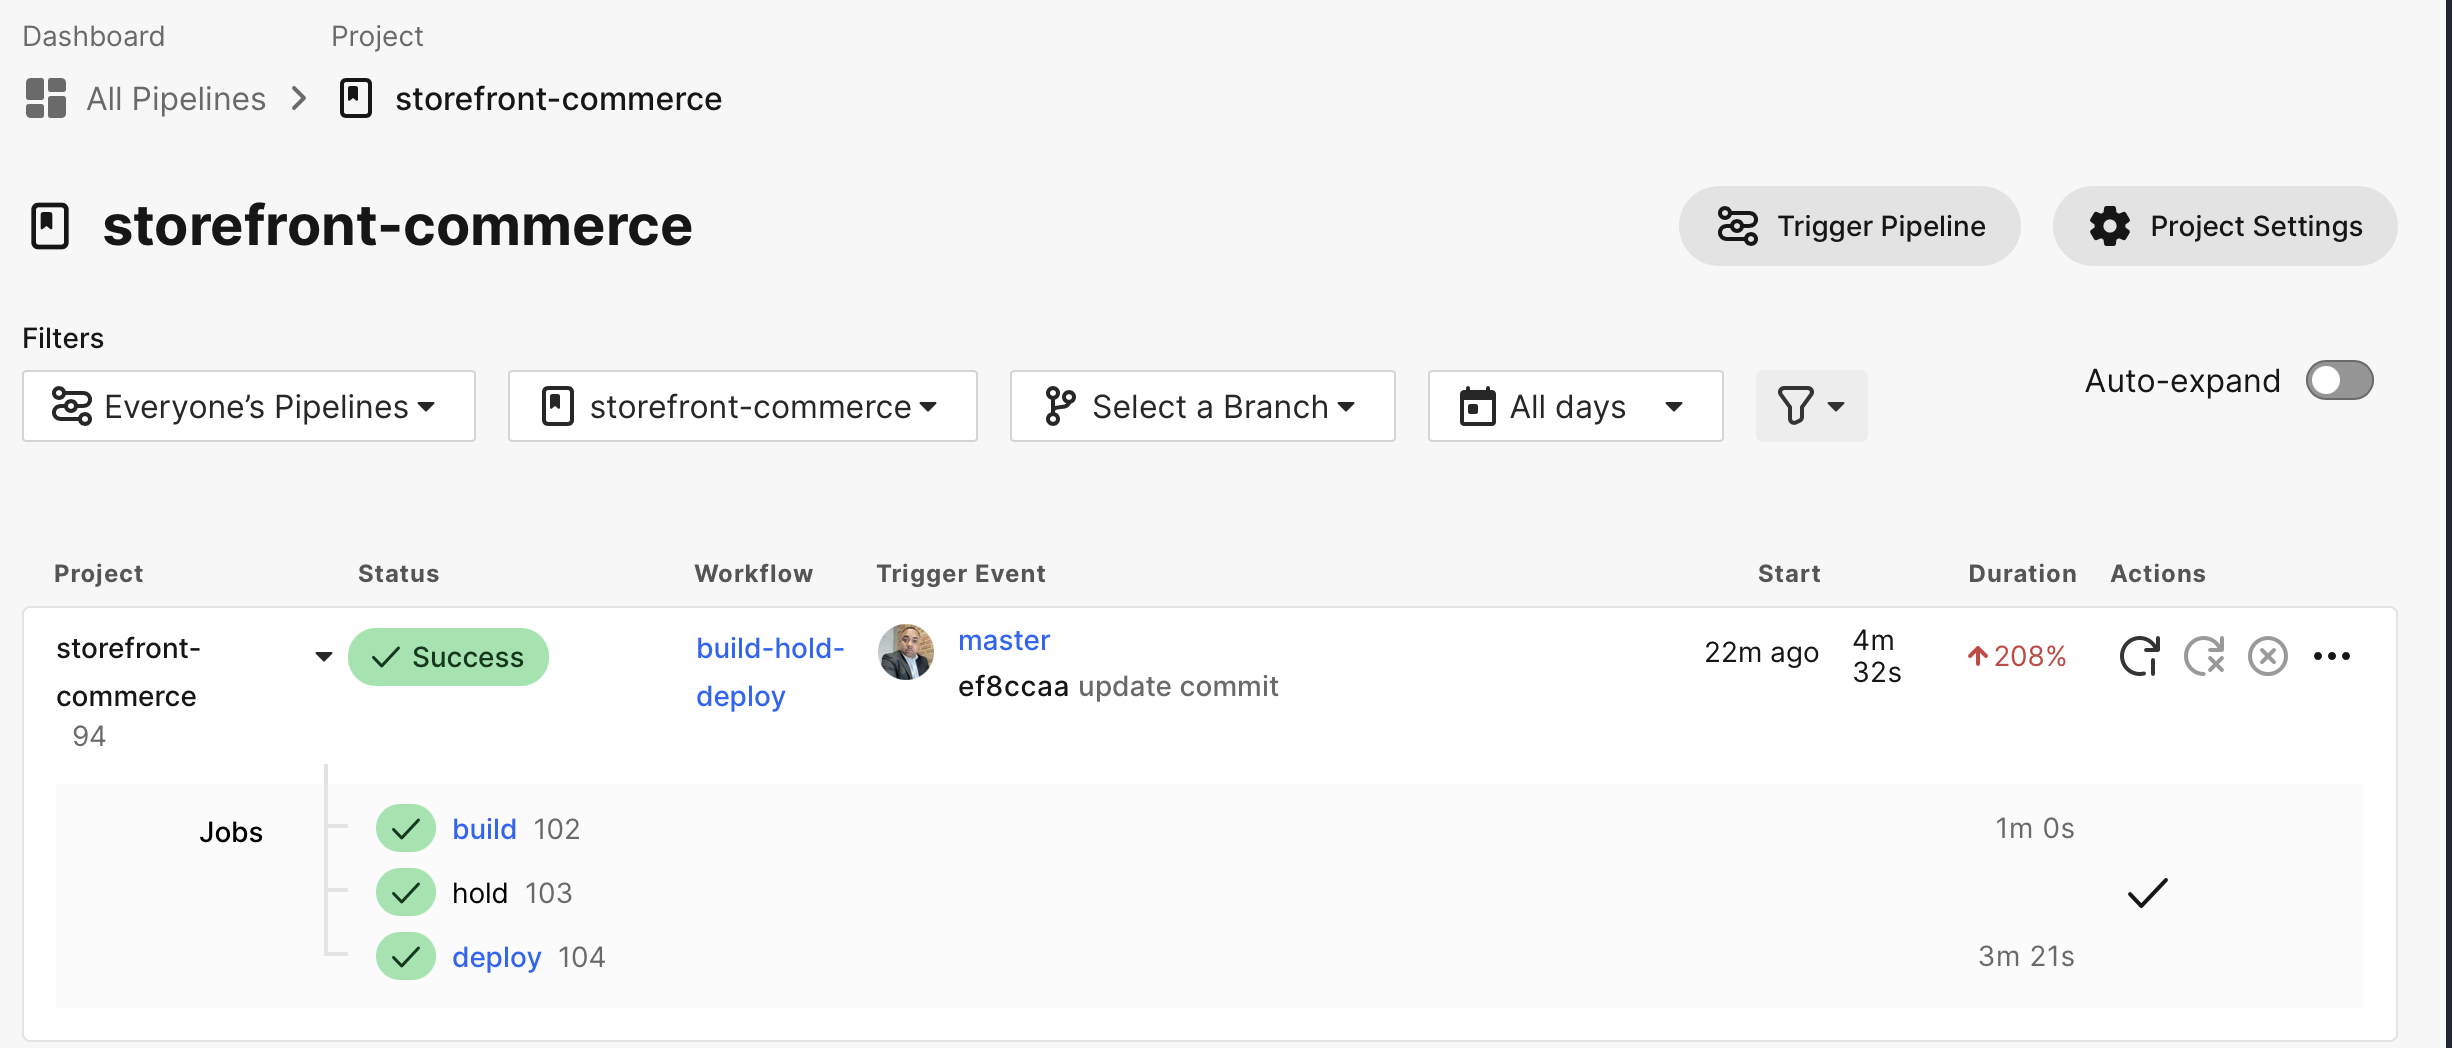 Dashboard Project
All Pipelines storefront-commerce
storefront-commerce
Trigger Pipeline Project Settings
Filters
Everyone’s Pipelines storefront-commerce Select a Branch All days
Auto-expand
Project Status Workflow Trigger Event Start Duration Actions
storefront-
commerce
94
Success
build-hold-
deploy
master
ef8ccaa update commit
22m ago
4m
32s
208%
Jobs
build 102 1m 0s
hold 103
deploy 104 3m 21s